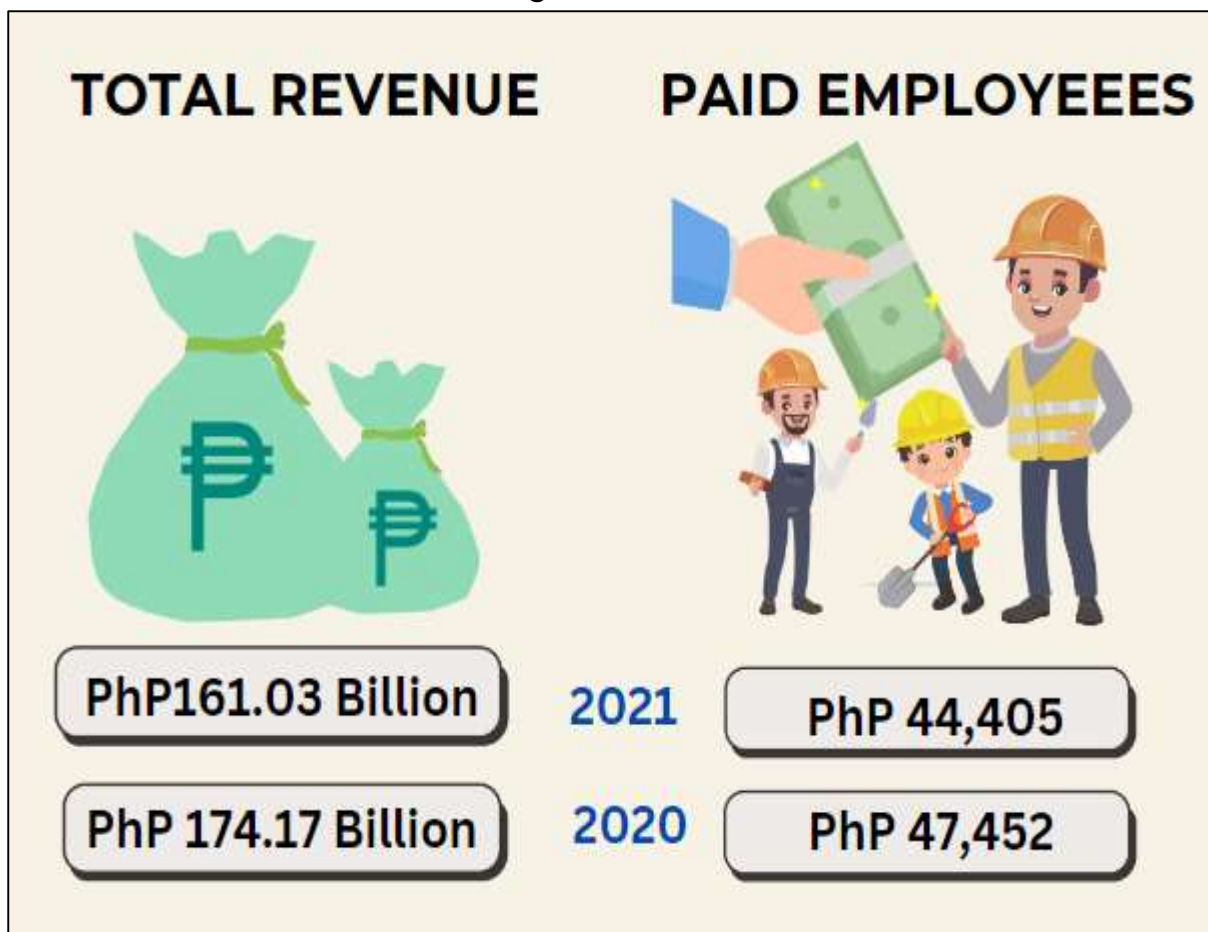 TOTAL REVENUE
PAID EMPLOYEEES
₱
₱
PhP161.03 Billion
2021
PhP 44,405
PhP 174.17 Billion
2020
PhP 47,452